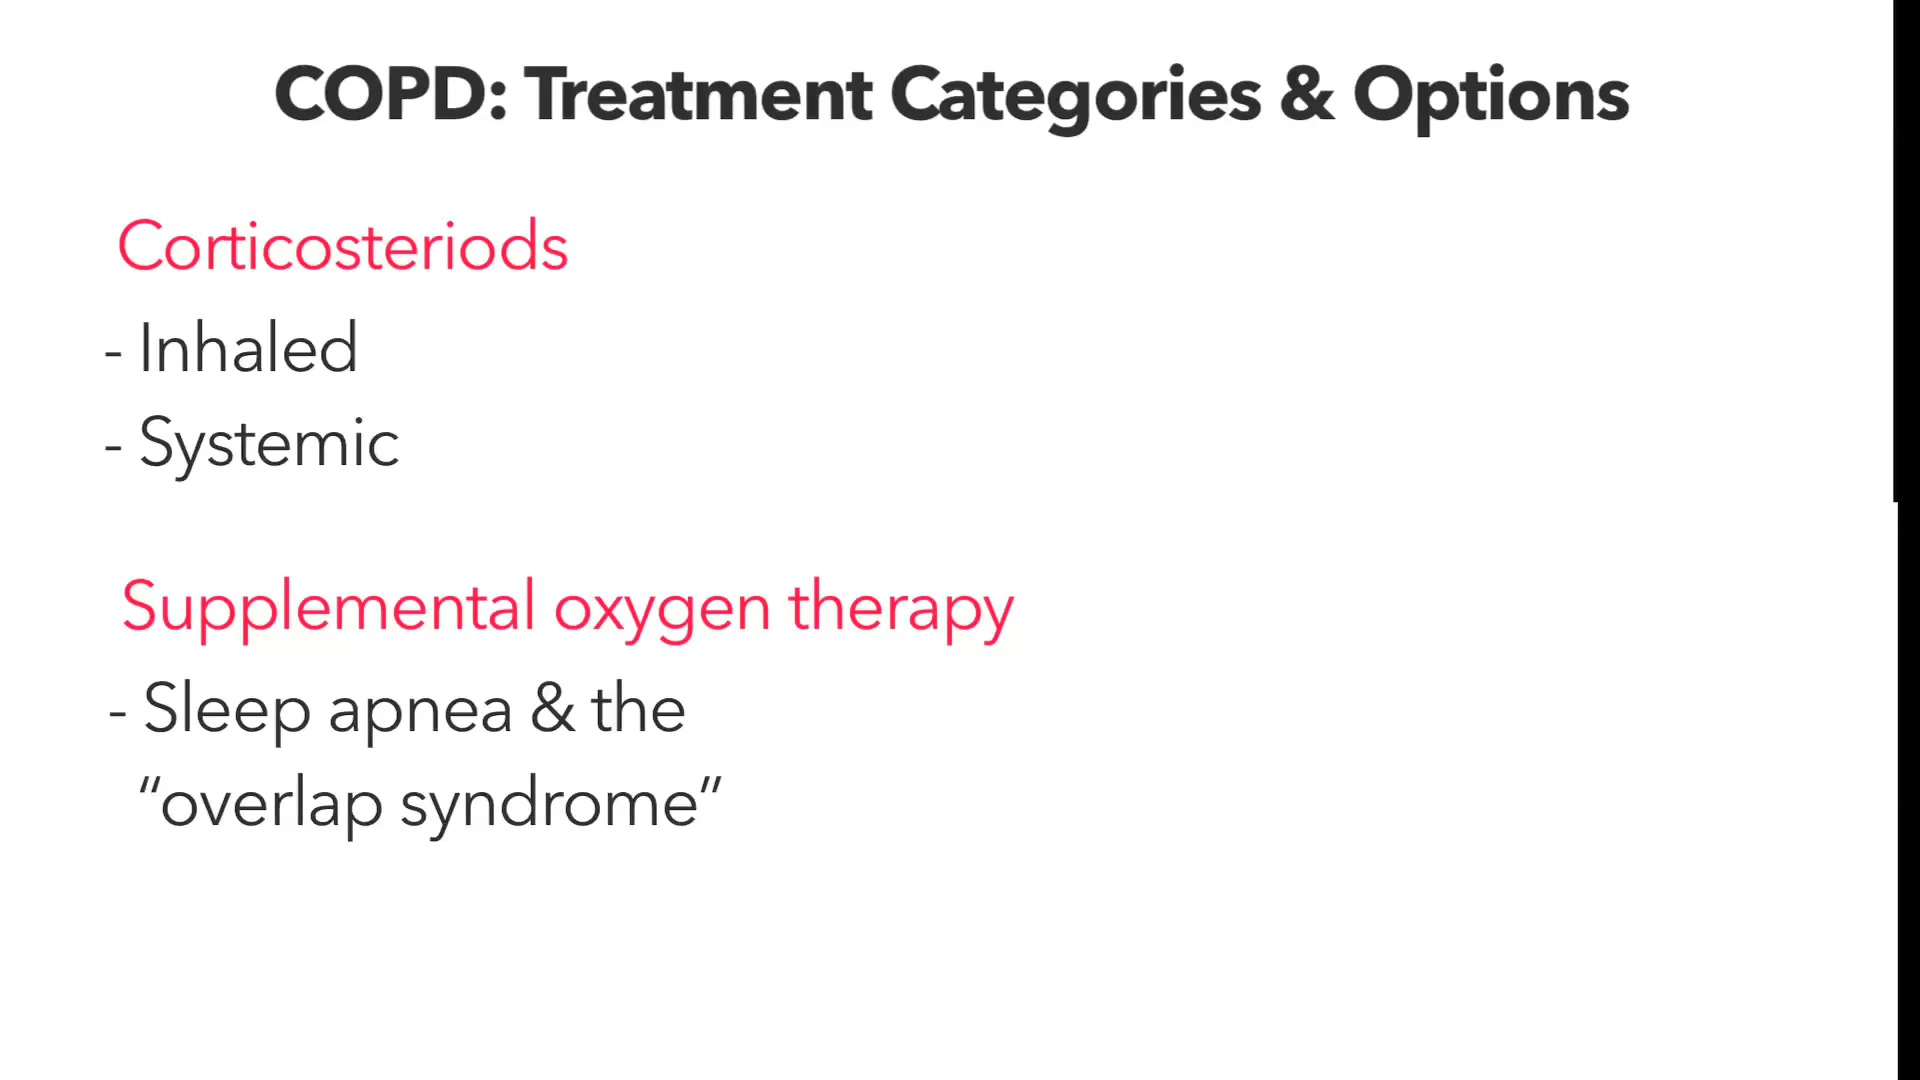 COPD: Treatment Categories & Options
Corticosteriods
- Inhaled
- Systemic
Supplemental oxygen therapy
- Sleep apnea & the
“overlap syndrome”